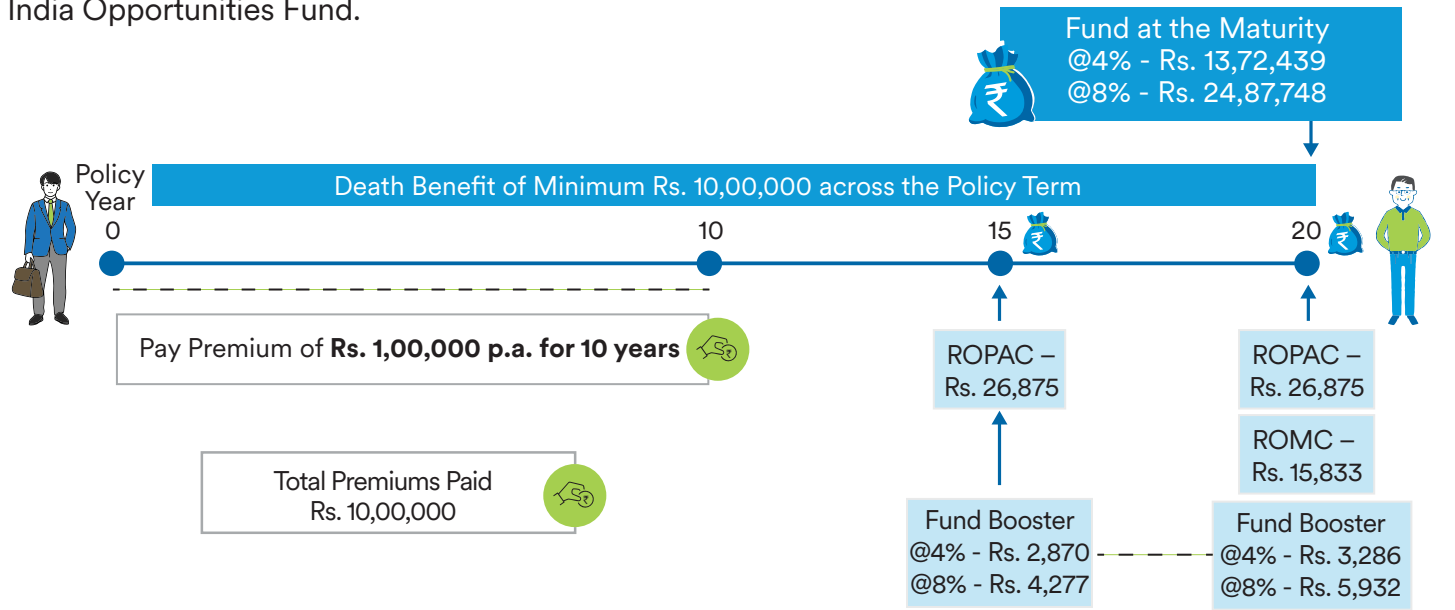 India Opportunities Fund.
Fund at the Maturity
@4% - Rs. 13,72,439
@8% - Rs. 24,87,748
₹
Policy
Year
Death Benefit of Minimum Rs. 10,00,000 across the Policy Term
0
10
15
₹
20
₹
Pay Premium of Rs. 1,00,000 p.a. for 10 years
₹
ROPAC –
Rs. 26,875
ROPAC –
Rs. 26,875
ROMC –
Rs. 15,833
Total Premiums Paid
Rs. 10,00,000
₹
Fund Booster
@4% - Rs. 2,870
@8% - Rs. 4,277
Fund Booster
@4% - Rs. 3,286
@8% - Rs. 5,932